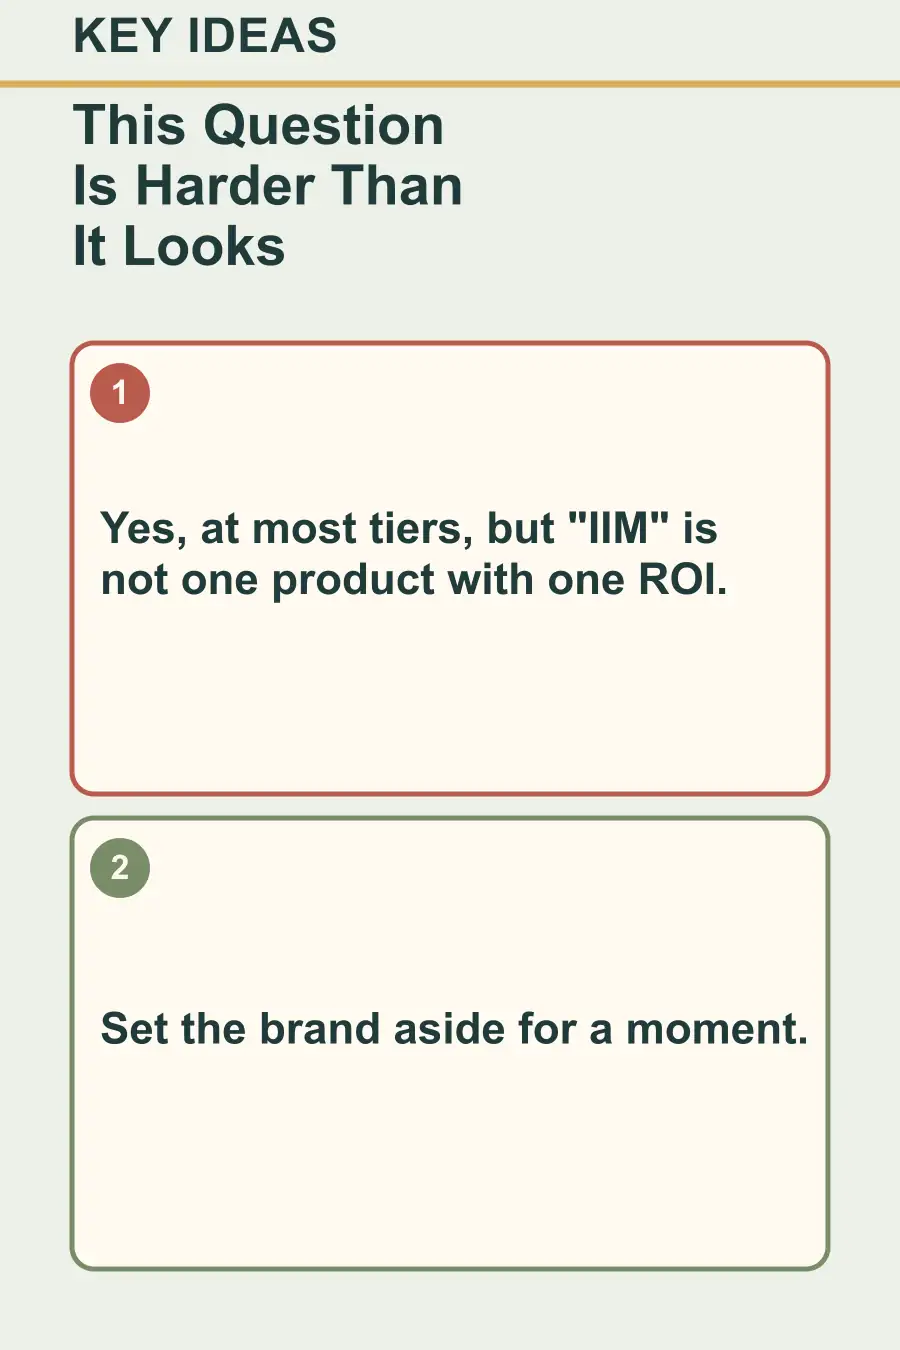 KEY IDEAS
This Question
Is Harder Than
It Looks
1
Yes, at most tiers, but "IIM" is
not one product with one ROI.
2
Set the brand aside for a moment.